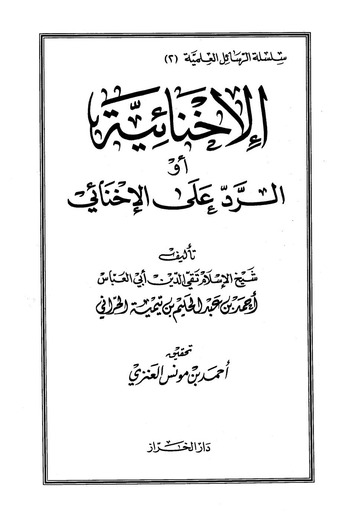 سلسلة الرسائل العلمية (٢)
الإخنائية
أو
الرد على الإخنائي
تأليف
شيخ الإسلام تقي الدين أبي العباس
أحمد بن عبد الحليم بن تيمية الحراني
تحقيق
أحمد بن مونس العنزي
دار الخراز